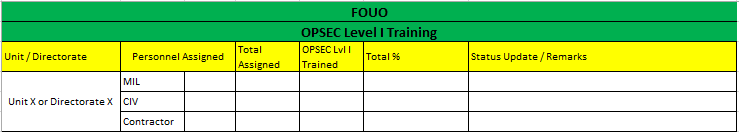 FOUO
OPSEC Level I Training
Unit / Directorate Personnel Assigned Total Assigned OPSEC Lvl I Trained Total % Status Update / Remarks
MIL
Unit X or Directorate X CIV
Contractor